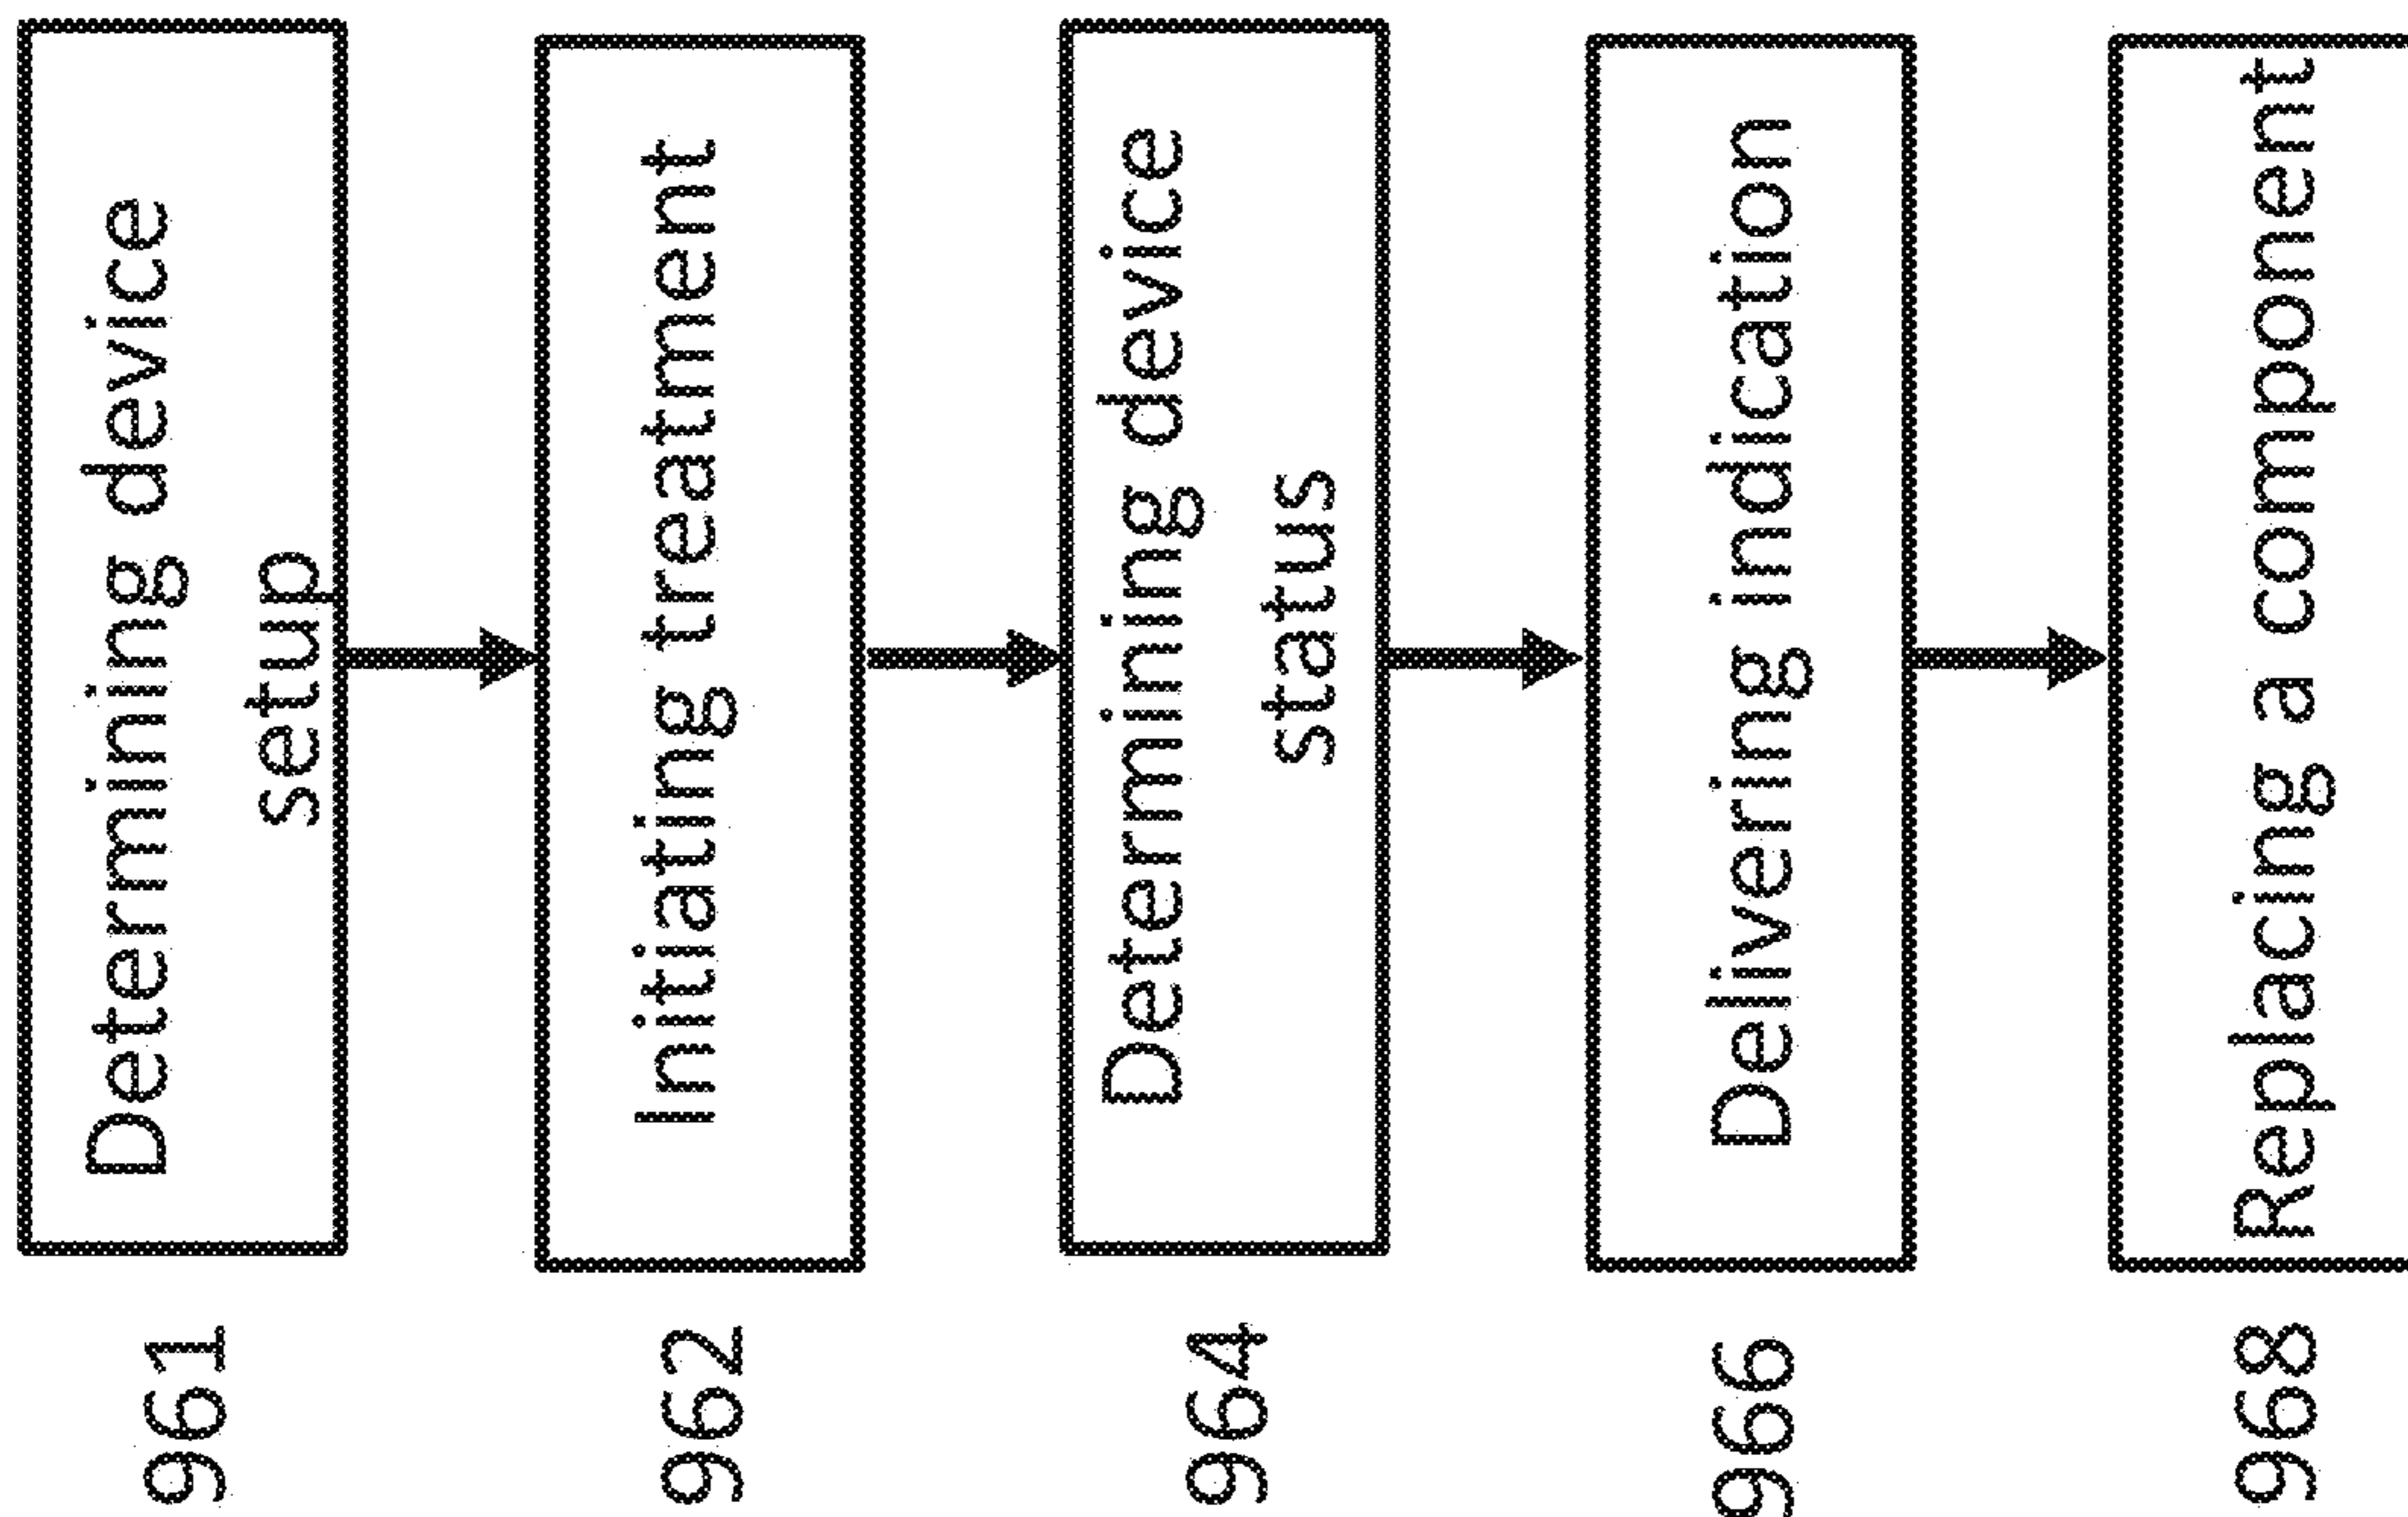 961
Determining device
setup
962
Initiating treatment
964
Determining device
status
966
Delivering indication
968
Replacing a component